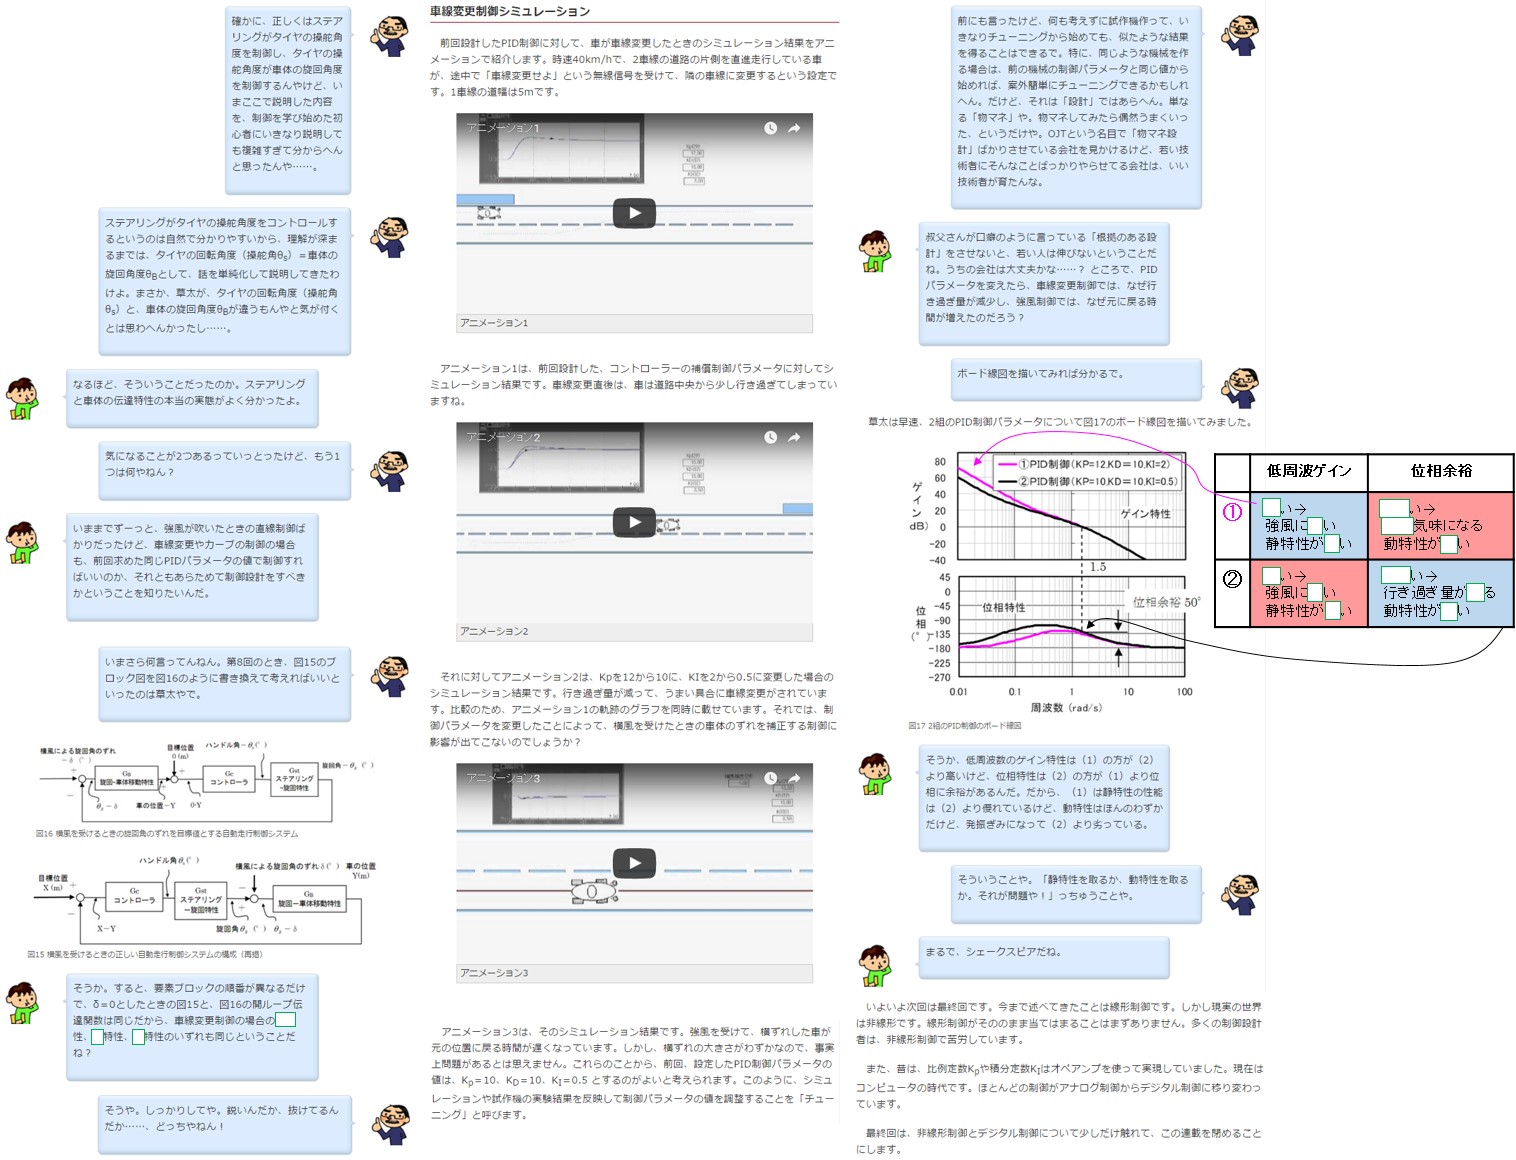 確かに、正しくはステア
リングがタイヤの操舵角
度を制御し、タイヤの操
舵角度が車体の旋回角度
を制御するんやけど、い
まここで説明した内容
を、制御を学び始めた初
心者にいきなり説明して
も複雑すぎて分からへん
と思ったんや……。
ステアリングがタイヤの操舵角度をコントロールす
るというのは自然で分かりやすいから、理解が深ま
るまでは、タイヤの回転角度（操舵角θS）＝車体の
旋回角度θBとして、話を単純化して説明してきたわ
けよ。まさか、草太が、タイヤの回転角度（操舵角
θS）と、車体の旋回角度θBが違うもんやと気が付く
とは思わへんかったし……。
なるほど、そういうことだったのか。ステアリング
と車体の伝達特性の本当の実態がよく分かったよ。
気になることが2つあるっていっとったけど、もう1
つは何やねん？
いままでずーっと、強風が吹いたときの直線制御ば
かりだったけど、車線変更やカーブの制御の場合
も、前回求めた同じPIDパラメータの値で制御すれ
ばいいのか、それともあらためて制御設計をすべき
かということを知りたいんだ。
いまさら何言ってんねん。第8回のとき、図15のブ
ロック図を図16のように書き換えて考えればいいと
いったのは草太やで。
横風による旋回角のずれ
－δ（°）
目標位置
0(m)
ハンドル角－θs(°)
旋回角－θs（°）
GB
旋回－車体移動特性
Gc
コントローラ
Gst
ステアリング
－旋回特性
θs－δ
車の位置－Y
0-Y
図16 横風を受けるときの旋回角のずれを目標値とする自動走行制御システム
ハンドル角θs(°)
横風による旋回角のずれδ(°)
車の位置
Y(m)
目標位置
X (m)
Gc
コントローラ
Gst
ステアリング
－旋回特性
GB
旋回－車体移動特性
X－Y
旋回角θs（°）
θs－δ
図15 横風を受けるときの正しい自動走行制御システムの構成（再掲）
そうか。すると、要素ブロックの順番が異なるだけ
で、δ＝0としたときの図15と、図16の開ループ伝
達関数は同じだから、車線変更制御の場合の
性、特性、特性のいずれも同じということだ
ね？
そうや。しっかりしてや。鋭いんだか、抜けてるん
だか……、どっちやねん！
車線変更制御シミュレーション
前回設計したPID制御に対して、車が車線変更したときのシミュレーション結果をアニ
メーションで紹介します。時速40km/hで、2車線の道路の片側を直進走行している車
が、途中で「車線変更せよ」という無線信号を受けて、隣の車線に変更するという設定で
す。1車線の道幅は5mです。
アニメーション1
アニメーション1
アニメーション1は、前回設計した、コントローラーの補償制御パラメータに対してシ
ミュレーション結果です。車線変更直後は、車は道路中央から少し行き過ぎてしまってい
ますね。
アニメーション2
アニメーション2
それに対してアニメーション2は、Kpを12から10に、KIを2から0.5に変更した場合の
シミュレーション結果です。行き過ぎ量が減って、うまい具合に車線変更がされていま
す。比較のため、アニメーション1の軌跡のグラフを同時に載せています。それでは、制
御パラメータを変更したことによって、横風を受けたときの車体のずれを補正する制御に
影響が出てこないのでしょうか？
アニメーション3
アニメーション3
アニメーション3は、そのシミュレーション結果です。強風を受けて、横ずれした車が
元の位置に戻る時間が遅くなっています。しかし、横ずれの大きさがわずかなので、事実
上問題があるとは思えません。これらのことから、前回、設定したPID制御パラメータの
値は、Kp＝10、KD＝10、KI＝0.5 とするのがよいと考えられます。このように、シミュ
レーションや試作機の実験結果を反映して制御パラメータの値を調整することを「チュー
ニング」と呼びます。
前にも言ったけど、何も考えずに試作機作って、い
きなりチューニングから始めても、似たような結果
を得ることはできるで。特に、同じような機械を作
る場合は、前の機械の制御パラメータと同じ値から
始めれば、案外簡単にチューニングできるかもしれ
へん。だけど、それは「設計」ではあらへん。単な
る「物マネ」や。物マネしてみたら偶然うまくいっ
た、というだけや。OJTという名目で「物マネ設
計」ばかりさせている会社を見かけるけど、若い技
術者にそんなことばっかりやらせてる会社は、いい
技術者が育たんな。
叔父さんが口癖のように言っている「根拠のある設
計」をさせないと、若い人は伸びないということだ
ね。うちの会社は大丈夫かな……？ ところで、PID
パラメータを変えたら、車線変更制御では、なぜ行
き過ぎ量が減少し、強風制御では、なぜ元に戻る時
間が増えたのだろう？
ボード線図を描いてみれば分かるで。
草太は早速、2組のPID制御パラメータについて図17のボード線図を描いてみました。
①PID制御（KP=12,KD＝10,KI=2）
②PID制御（KP=10,KD＝10,KI=0.5）
ゲイン（dB）
80
60
40
20
0
−20
−40
ゲイン特性
1.5
位相（°）
45
0
-45
-90
-135
-180
-225
-270
位相特性
位相余裕 50°
0.01
0.1
1
10
100
周波数（rad/s）
図17 2組のPID制御のボード線図
低周波ゲイン
位相余裕
①
い→
強風にい
静特性がい
い→
気味になる
動特性がい
②
い→
強風にい
静特性がい
い→
行き過ぎ量がる
動特性がい
そうか、低周波数のゲイン特性は（1）の方が（2）
より高いけど、位相特性は（2）の方が（1）より位
相に余裕があるんだ。だから、（1）は静特性の性能
は（2）より優れているけど、動特性はほんのわずか
だけど、発振ぎみになって（2）より劣っている。
そういうことや。「静特性を取るか、動特性を取る
か。それが問題や！」っちゅうことや。
まるで、シェークスピアだね。
いよいよ次回は最終回です。今まで述べてきたことは線形制御です。しかし現実の世界
は非線形です。線形制御がそののまま当てはまることはまずありません。多くの制御設計
者は、非線形制御で苦労しています。
また、昔は、比例定数Kpや積分定数KIはオペアンプを使って実現していました。現在は
コンピュータの時代です。ほとんどの制御がアナログ制御からデジタル制御に移り変わっ
ています。
最終回は、非線形制御とデジタル制御について少しだけ触れて、この連載を閉めること
にします。